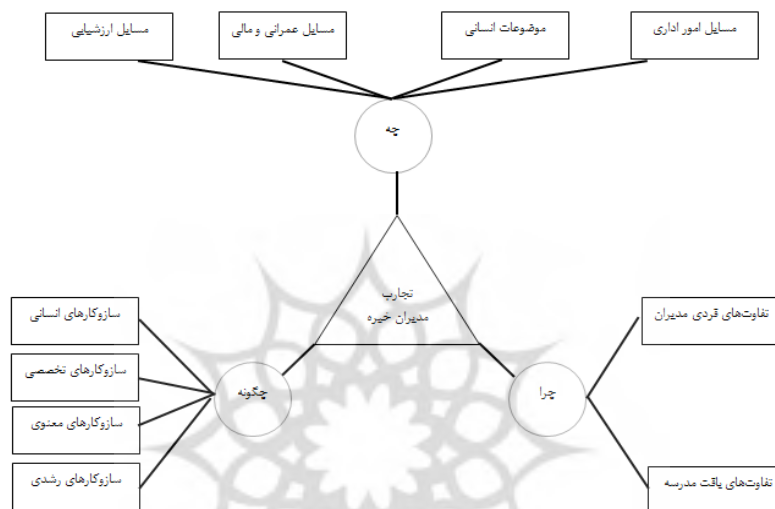 مسایل امور اداری
موضوعات انسانی
مسایل عمرانی و مالی
مسایل ارزشیابی
چه
تجارب
مدیران خبره
تفاوت‌های فردی مدیران
سازوکارهای انسانی
سازوکارهای تخصصی
چرا
چگونه
سازوکارهای معنوی
تفاوت‌های یافت مدرسه
سازوکارهای رشدی